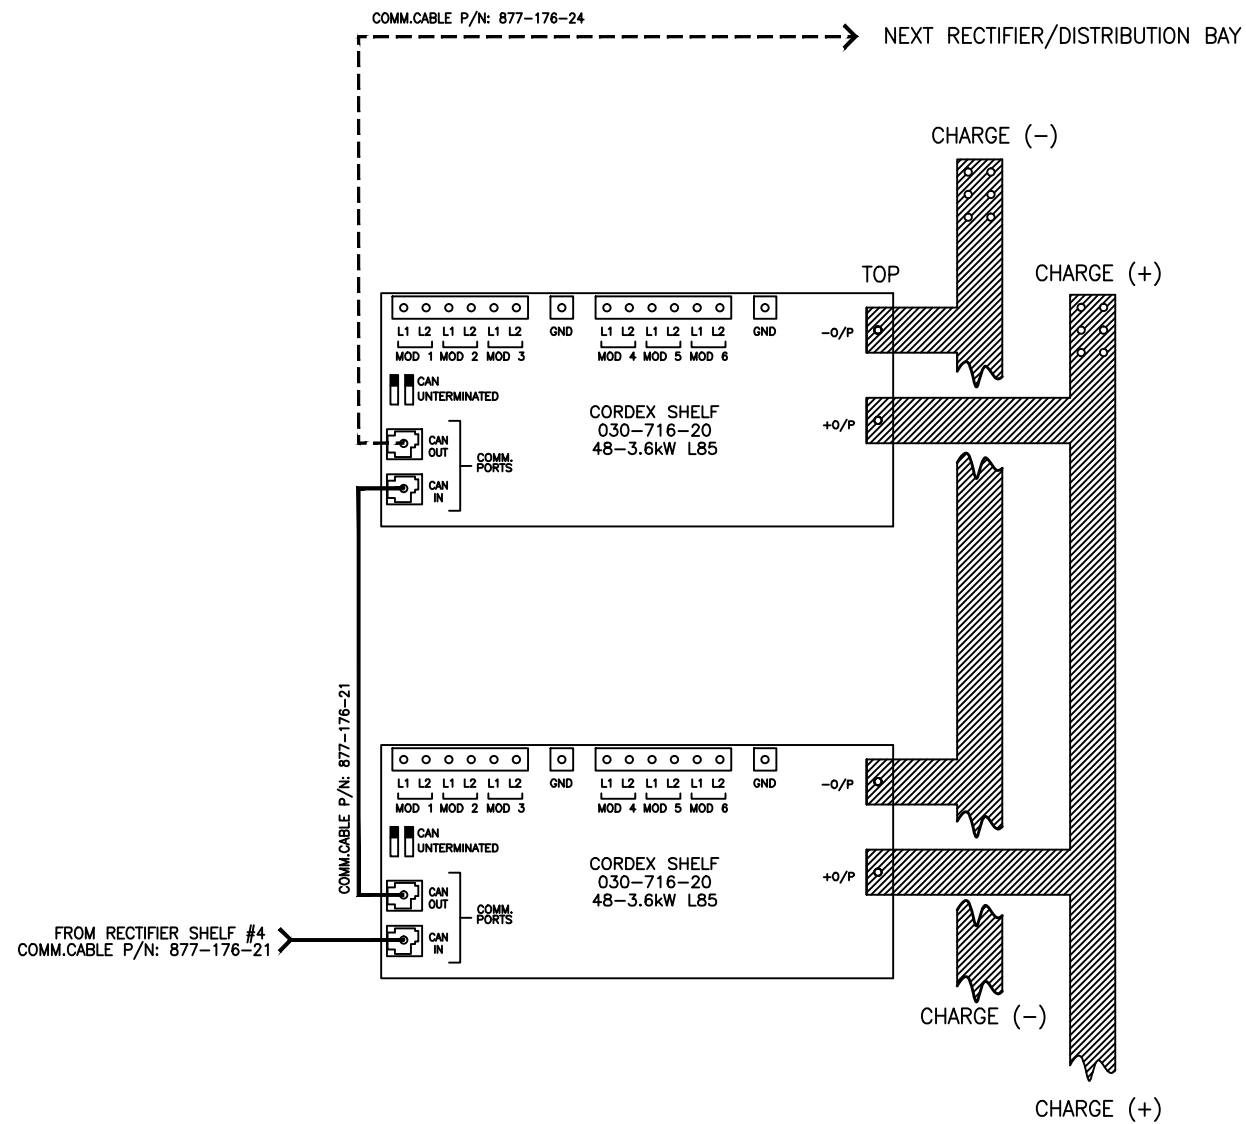 COMM.CABLE P/N: 877-176-24
NEXT RECTIFIER/DISTRIBUTION BAY
CHARGE (-)
TOP
CHARGE (+)
L1 L2 L1 L2 L1 L2 GND L1 L2 L1 L2 L1 L2 GND -O/P
MOD 1 MOD 2 MOD 3 MOD 4 MOD 5 MOD 6
CAN
UNTERMINATED
CORDEX SHELF
030-716-20
48-3.6kW L85
+O/P
CAN
OUT
COMM.
PORTS
CAN
IN
COMM.CABLE P/N: 877-176-21
L1 L2 L1 L2 L1 L2 GND L1 L2 L1 L2 L1 L2 GND -O/P
MOD 1 MOD 2 MOD 3 MOD 4 MOD 5 MOD 6
CAN
UNTERMINATED
CORDEX SHELF
030-716-20
48-3.6kW L85
+O/P
CAN
OUT
COMM.
PORTS
CAN
IN
FROM RECTIFIER SHELF #4
COMM.CABLE P/N: 877-176-21
CHARGE (-)
CHARGE (+)